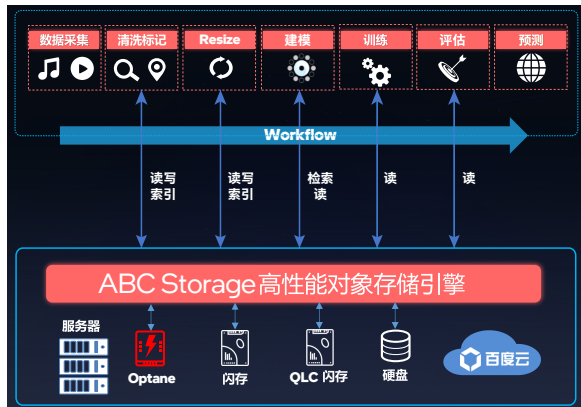 数据采集
清洗标记
Resize
建模
训练
评估
预测
Workflow
读写
索引
读写
索引
检索
读
读
读
ABC Storage高性能对象存储引擎
服务器
Optane
闪存
QLC 闪存
硬盘
百度云